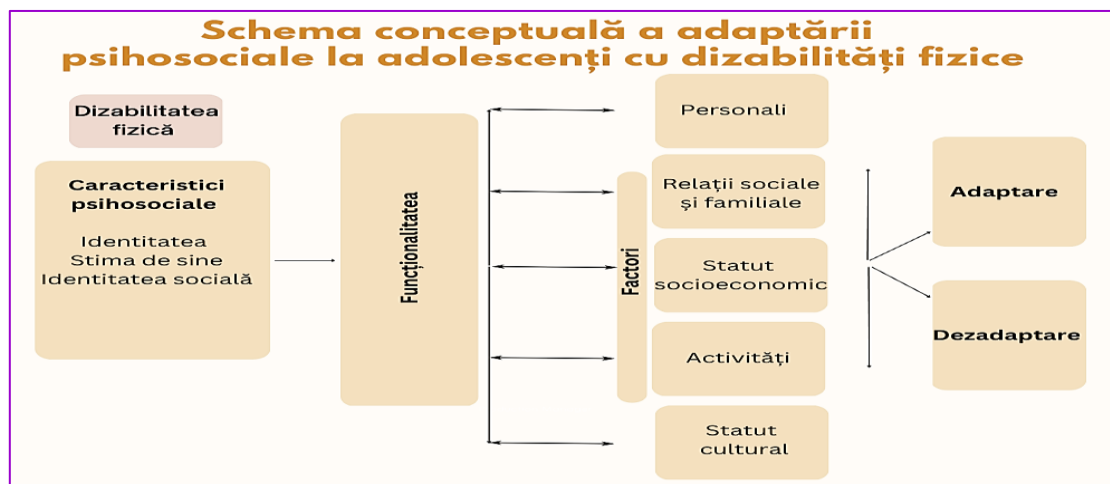 Schema conceptuală a adaptării
psihosociale la adolescenți cu dizabilități fizice
Dizabilitatea
fizică
Caracteristici
psihosociale
Identitatea
Stima de sine
Identitatea socială
Funcționalitatea
Factori
Personali
Relații sociale
și familiale
Statut
socioeconomic
Activități
Statut
cultural
Adaptare
Dezadaptare